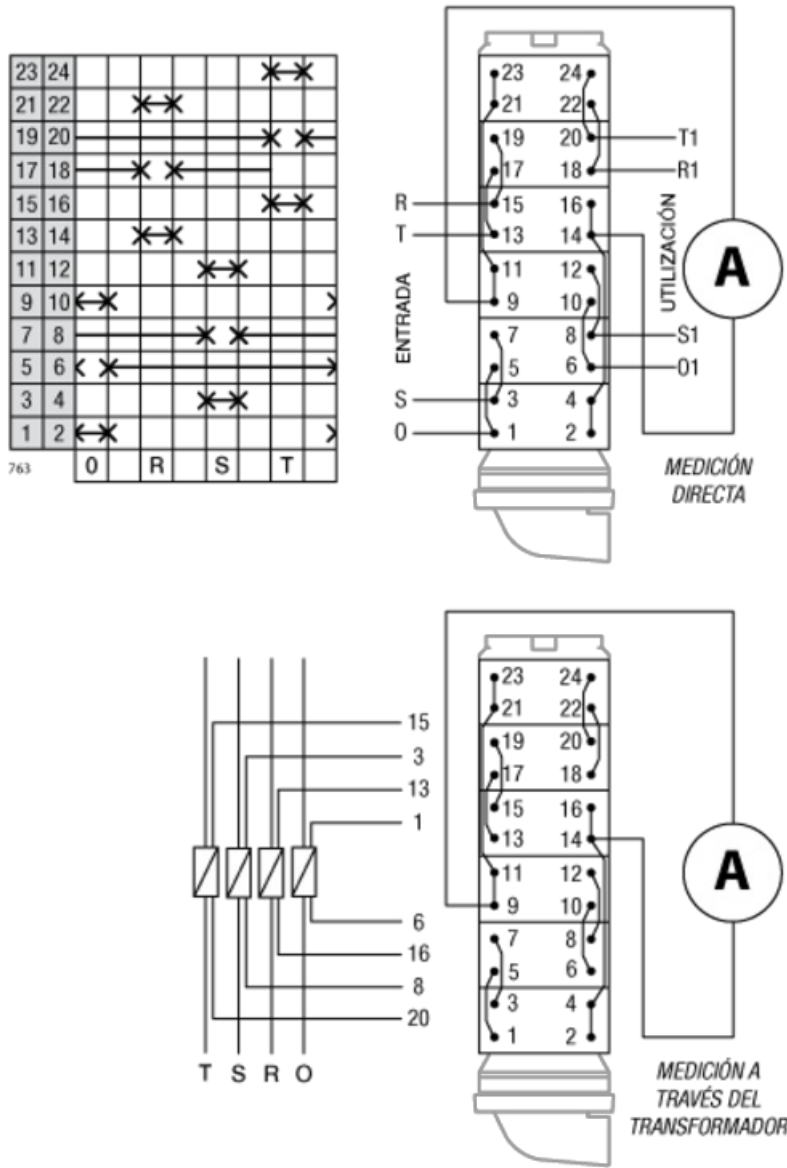 23 24
21 22
19 20
17 18
15 16
13 14
11 12
9 10
7 8
5 6
3 4
1 2
763
0 R S T
ENTRADA
R
T
S
0
23 24
21 22
19 20
17 18
15 16
13 14
11 12
9 10
7 8
5 6
3 4
1 2
T1
R1
UTILIZACIÓN
S1
01
A
MEDICIÓN
DIRECTA
15
3
13
1
6
16
8
20
T S R O
23 24
21 22
19 20
17 18
15 16
13 14
11 12
9 10
7 8
5 6
3 4
1 2
A
MEDICIÓN A
TRAVÉS DEL
TRANSFORMADOR